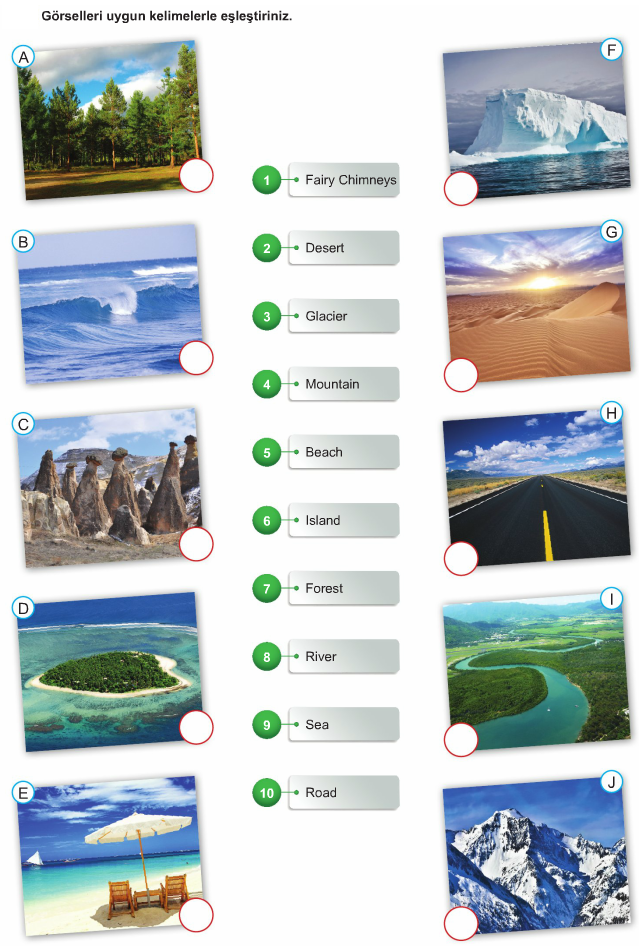 Görselleri uygun kelimelerle eşleştiriniz.
A
F
1 Fairy Chimneys
B
G
2 Desert
3 Glacier
4 Mountain
C
H
5 Beach
6 Island
7 Forest
D
I
8 River
9 Sea
E
J
10 Road